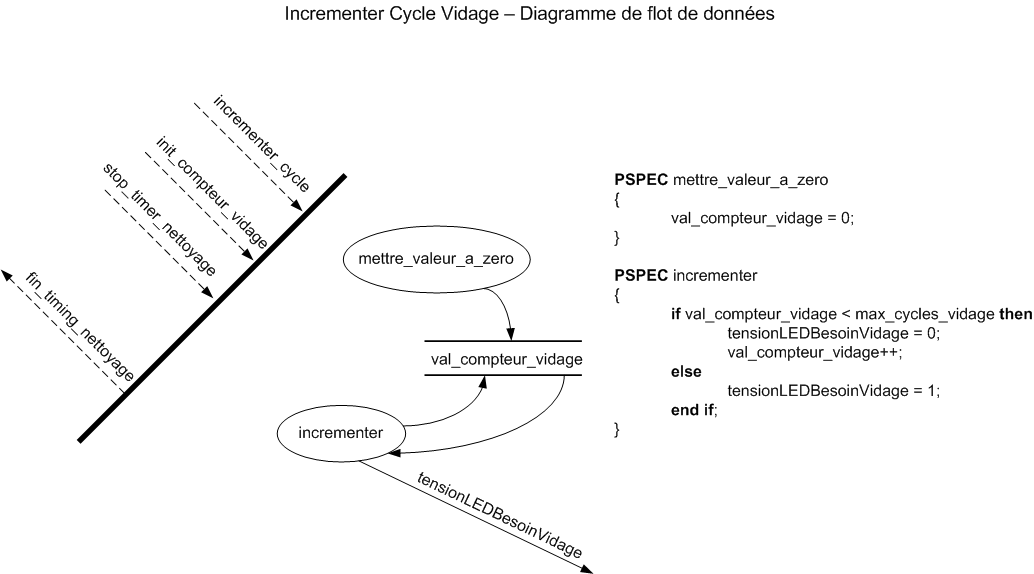 Incrementer Cycle Vidage – Diagramme de flot de données
incrementer_cycle
init_compteur_vidage
stop_timer_nettoyage
fin_timing_nettoyage
mettre_valeur_a_zero
val_compteur_vidage
incrementer
tensionLEDBesoinVidage
PSPEC mettre_valeur_a_zero
{
val_compteur_vidage = 0;
}
PSPEC incrementer
{
if val_compteur_vidage < max_cycles_vidage then
tensionLEDBesoinVidage = 0;
val_compteur_vidage++;
else
tensionLEDBesoinVidage = 1;
end if;
}